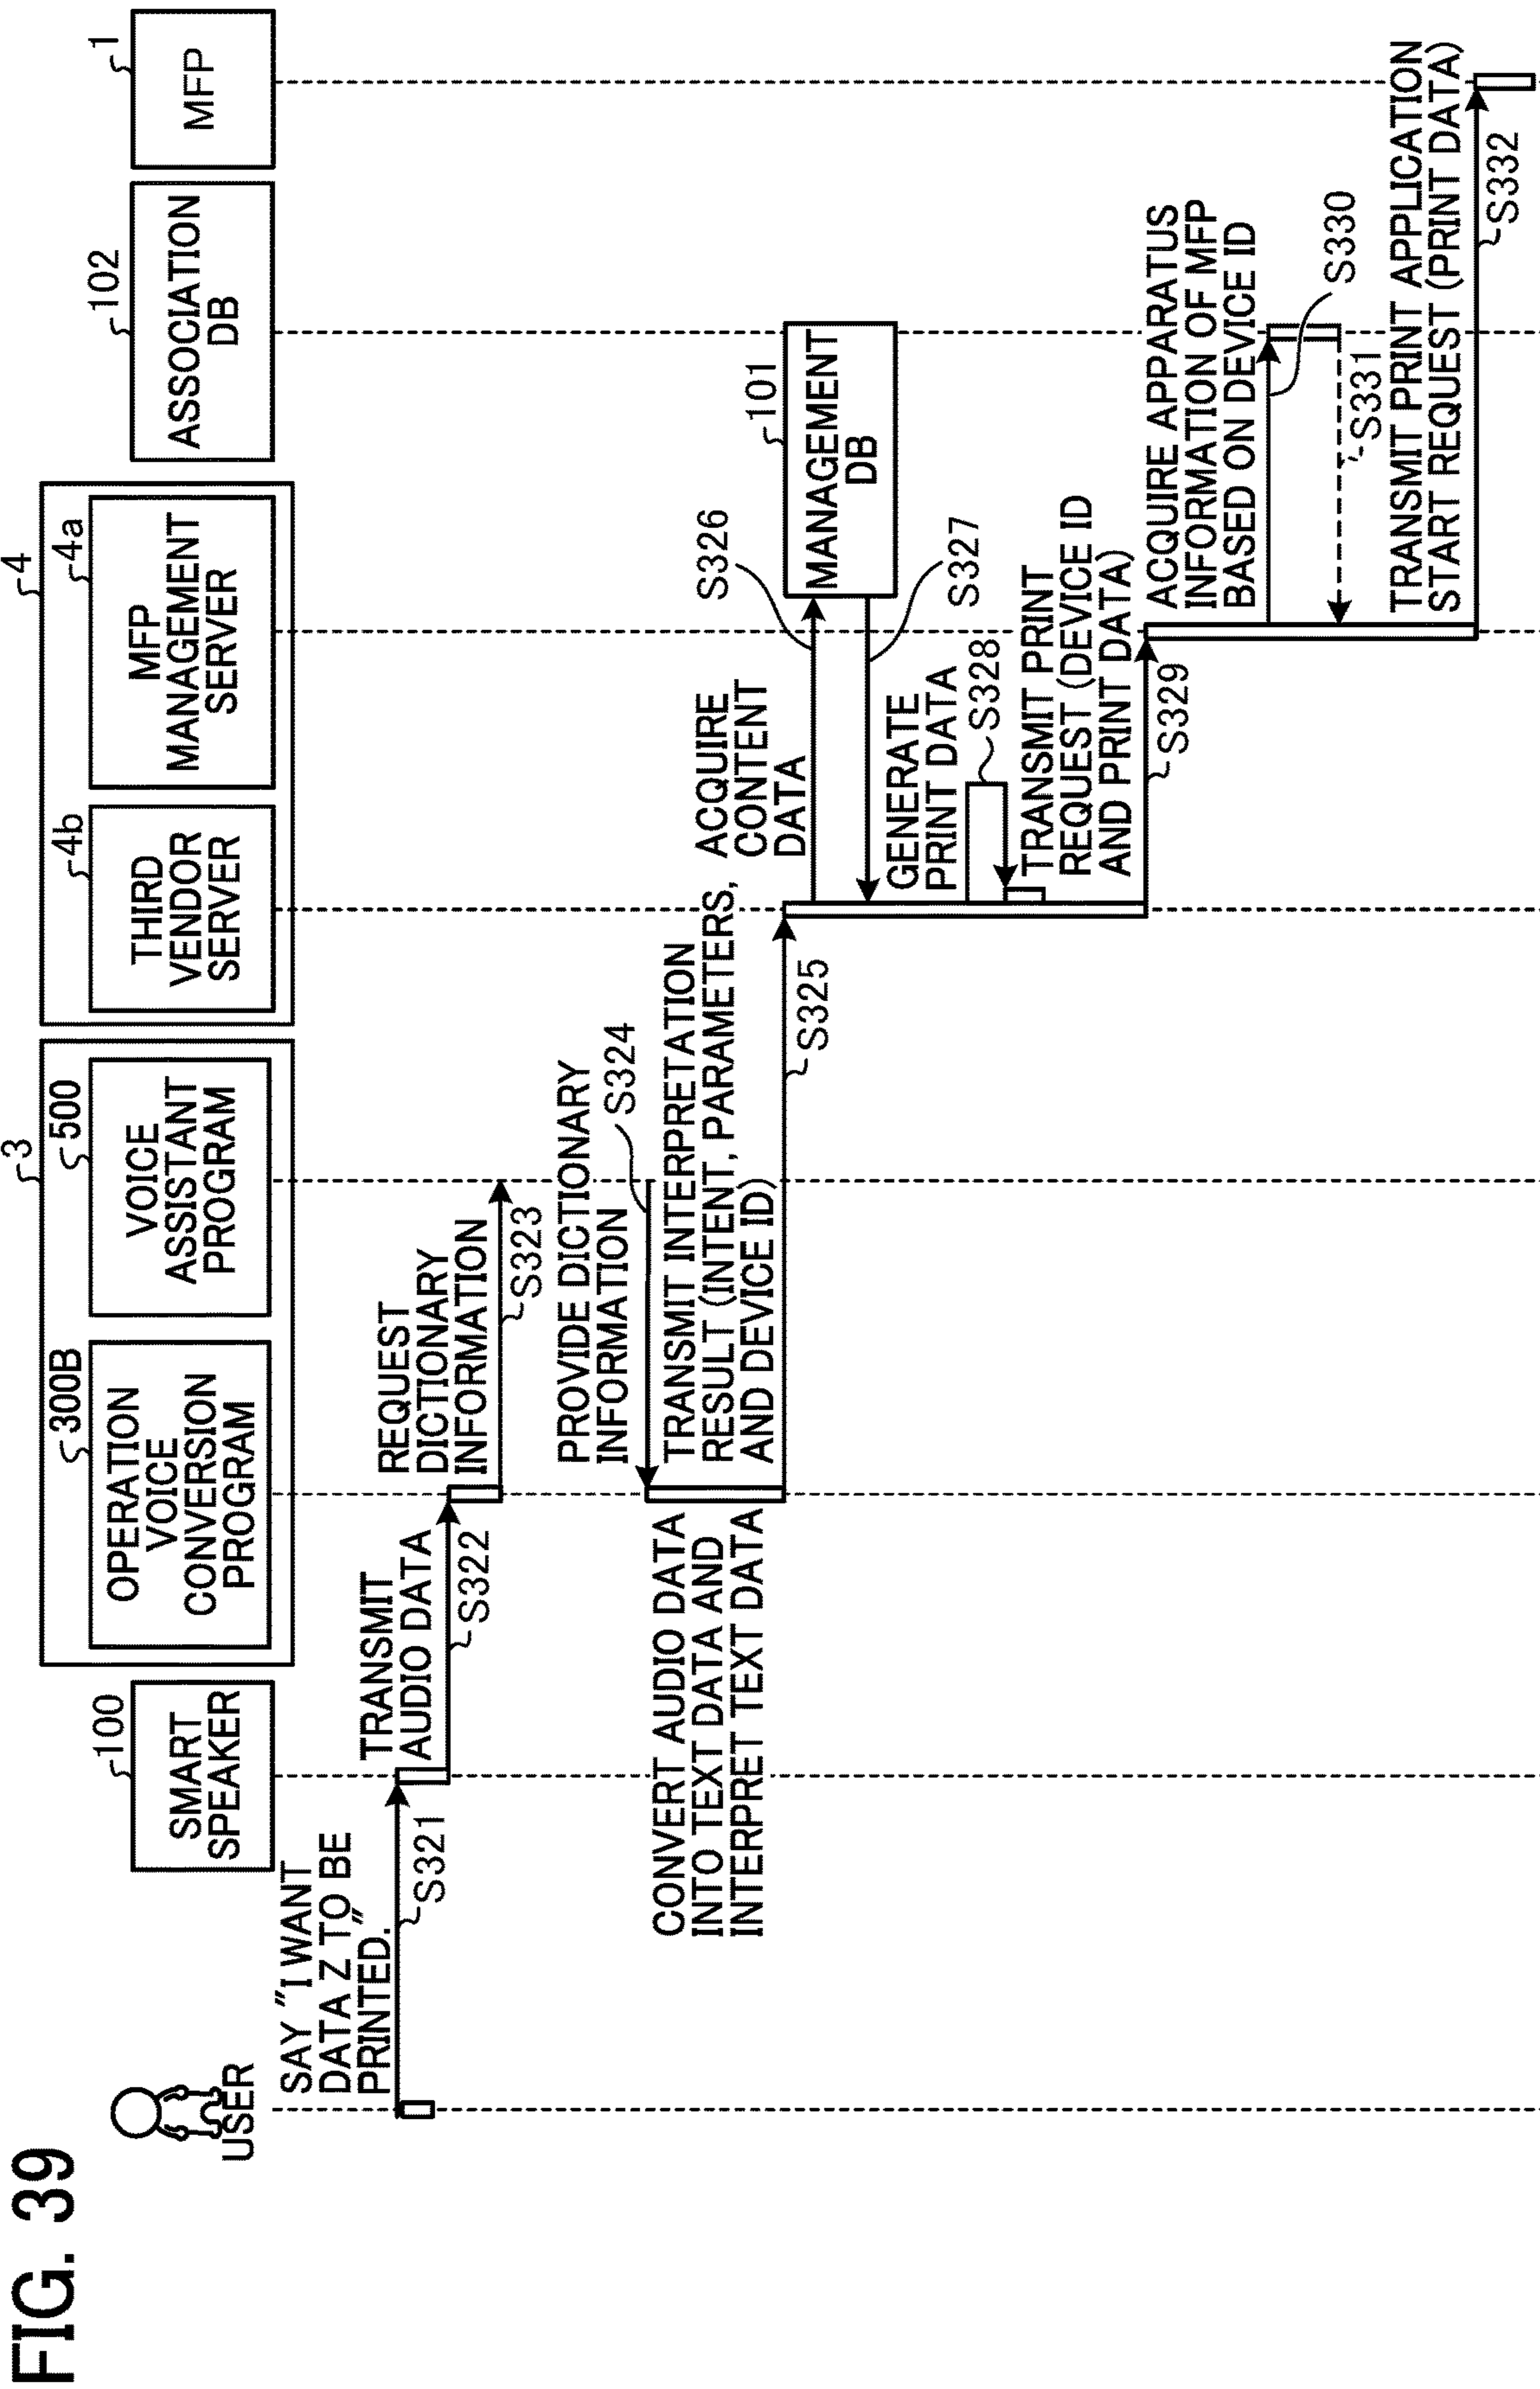 FIG. 39
USER
100
SMART
SPEAKER
3
300B
OPERATION
VOICE
CONVERSION
PROGRAM
500
VOICE
ASSISTANT
PROGRAM
4
4b
THIRD
VENDOR
SERVER
4a
MFP
MANAGEMENT
SERVER
102
ASSOCIATION
DB
1
MFP
SAY "I WANT
DATA Z TO BE
PRINTED."
S321
TRANSMIT
AUDIO DATA
S322
REQUEST
DICTIONARY
INFORMATION
S323
PROVIDE DICTIONARY
INFORMATION
S324
CONVERT AUDIO DATA
INTO TEXT DATA AND
INTERPRET TEXT DATA
TRANSMIT INTERPRETATION
RESULT (INTENT, PARAMETERS,
AND DEVICE ID)
S325
ACQUIRE
CONTENT
DATA
S326
101
MANAGEMENT
DB
S327
GENERATE
PRINT DATA
S328
TRANSMIT PRINT
REQUEST (DEVICE ID
AND PRINT DATA)
S329
ACQUIRE APPARATUS
INFORMATION OF MFP
BASED ON DEVICE ID
S330
S331
TRANSMIT PRINT APPLICATION
START REQUEST (PRINT DATA)
S332